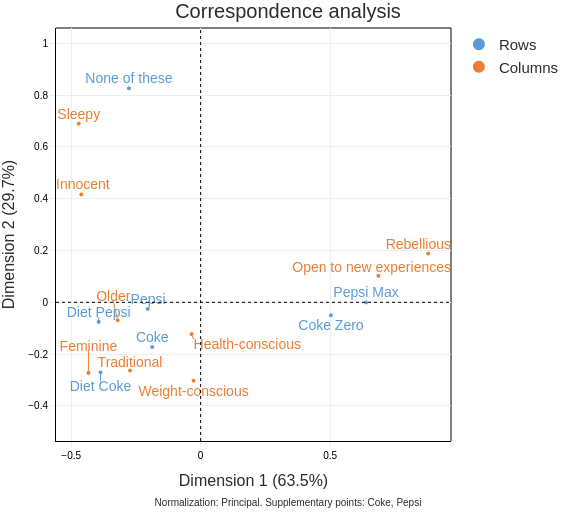 Correspondence analysis
Rows
Columns
1
0.8
0.6
0.4
0.2
0
−0.2
−0.4
Dimension 2 (29.7%)
None of these
Sleepy
Innocent
Rebellious
Open to new experiences
Older
Pepsi
Pepsi Max
Diet Pepsi
Coke Zero
Coke
Health-conscious
Feminine
Traditional
Diet Coke
Weight-conscious
−0.5
0
0.5
Dimension 1 (63.5%)
Normalization: Principal. Supplementary points: Coke, Pepsi